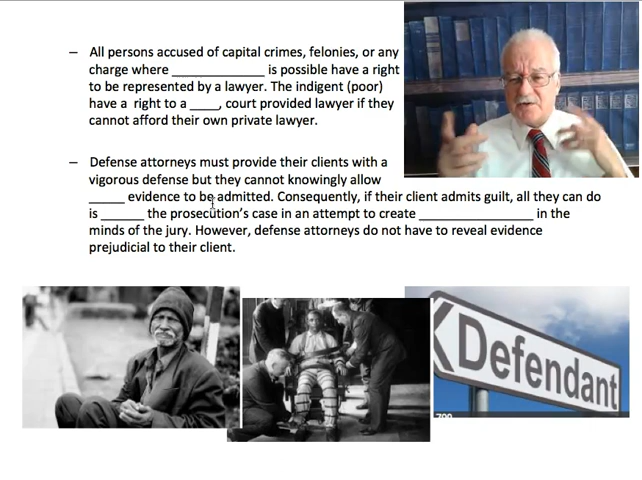 – All persons accused of capital crimes, felonies, or any
charge where ______________ is possible have a right
to be represented by a lawyer. The indigent (poor)
have a right to a ____, court provided lawyer if they
cannot afford their own private lawyer.
– Defense attorneys must provide their clients with a
vigorous defense but they cannot knowingly allow
_____ evidence to be admitted. Consequently, if their client admits guilt, all they can do
is ______ the prosecution's case in an attempt to create _________________ in the
minds of the jury. However, defense attorneys do not have to reveal evidence
prejudicial to their client.
Defendant